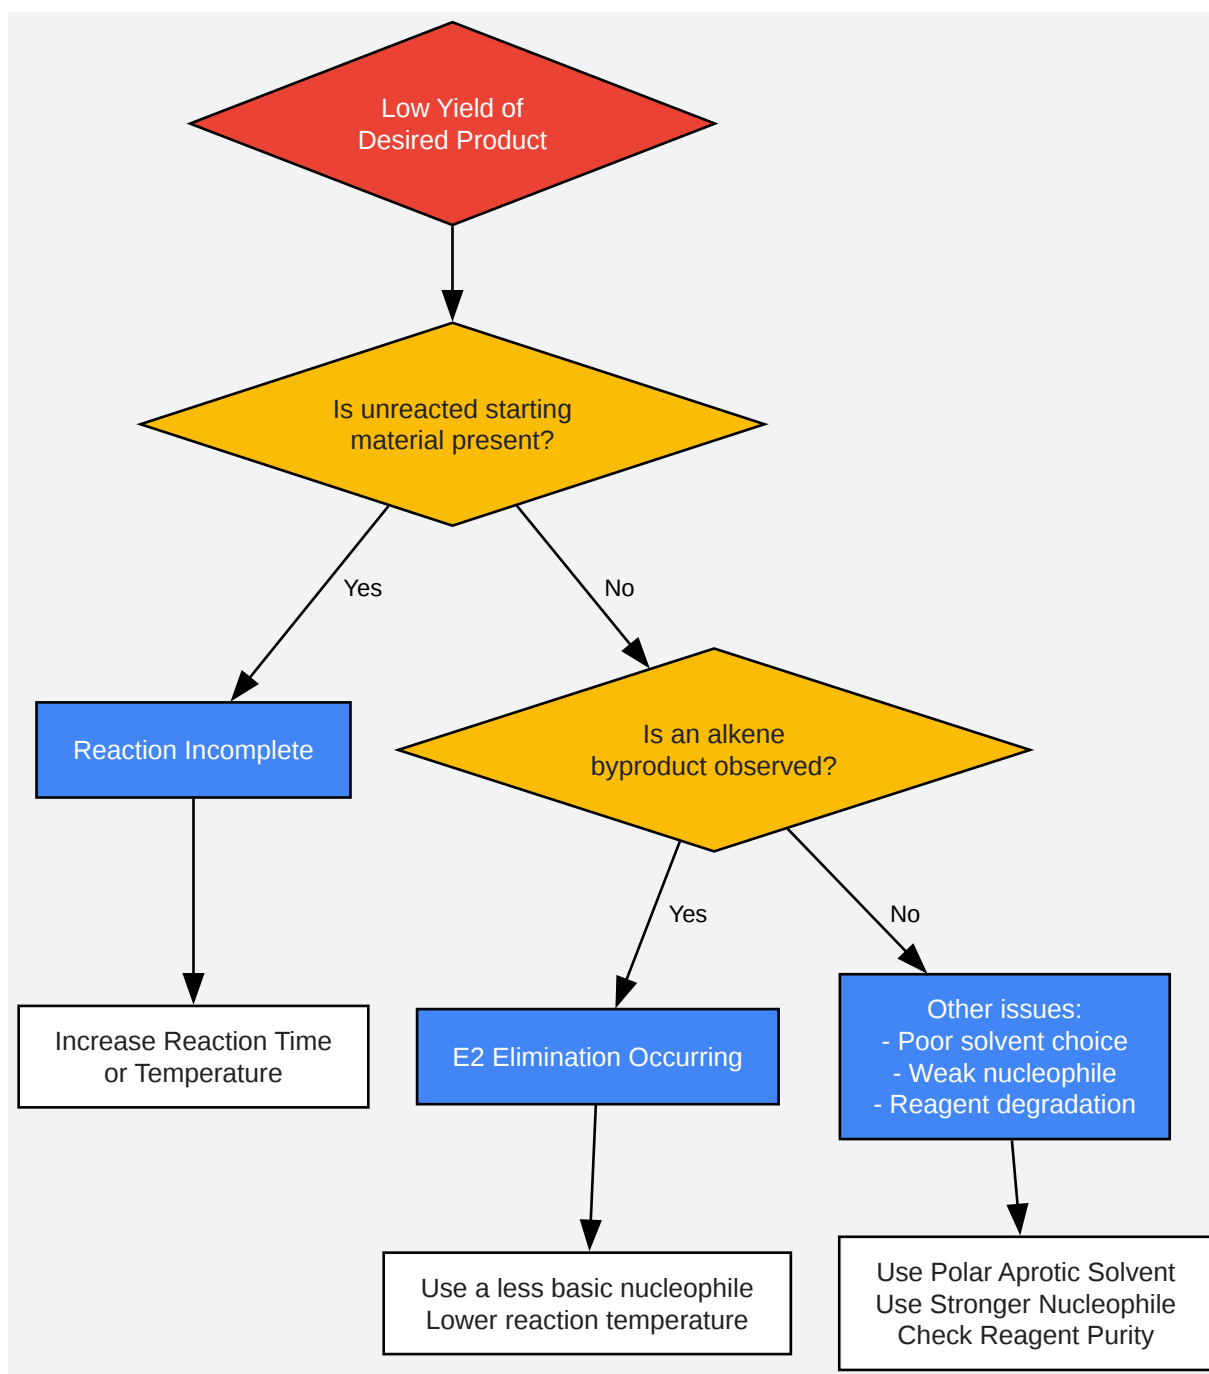 Low Yield of
Desired Product
Is unreacted starting
material present?
Yes
No
Reaction Incomplete
Is an alkene
byproduct observed?
Yes
No
Increase Reaction Time
or Temperature
E2 Elimination Occurring
Other issues:
- Poor solvent choice
- Weak nucleophile
- Reagent degradation
Use a less basic nucleophile
Lower reaction temperature
Use Polar Aprotic Solvent
Use Stronger Nucleophile
Check Reagent Purity